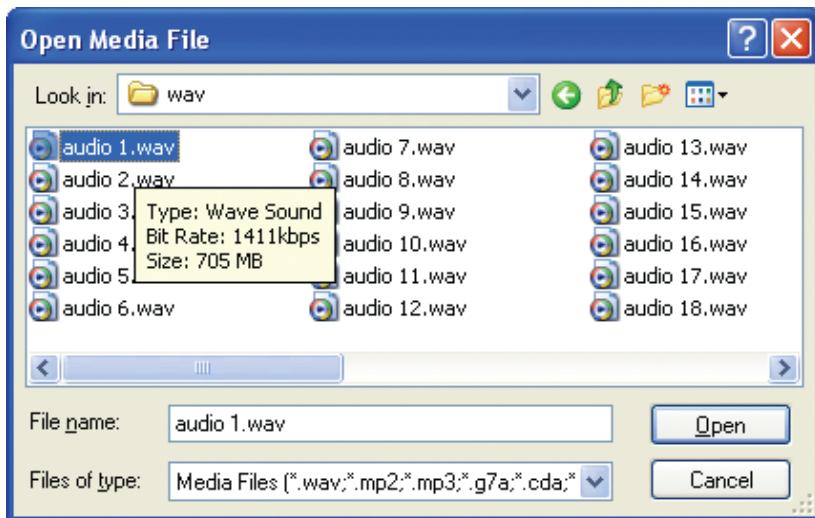 Open Media File
Look in: wav
audio 1.wav audio 7.wav audio 13.wav
audio 2.wav audio 8.wav audio 14.wav
audio 3. audio 9.wav audio 15.wav
audio 4. audio 10.wav audio 16.wav
audio 5. audio 11.wav audio 17.wav
audio 6.wav audio 12.wav audio 18.wav
Type: Wave Sound
Bit Rate: 1411kbps
Size: 705 MB
File name: audio 1.wav Open
Files of type: Media Files (*.wav;*.mp2;*.mp3;*.g7a;*.cda;* Cancel